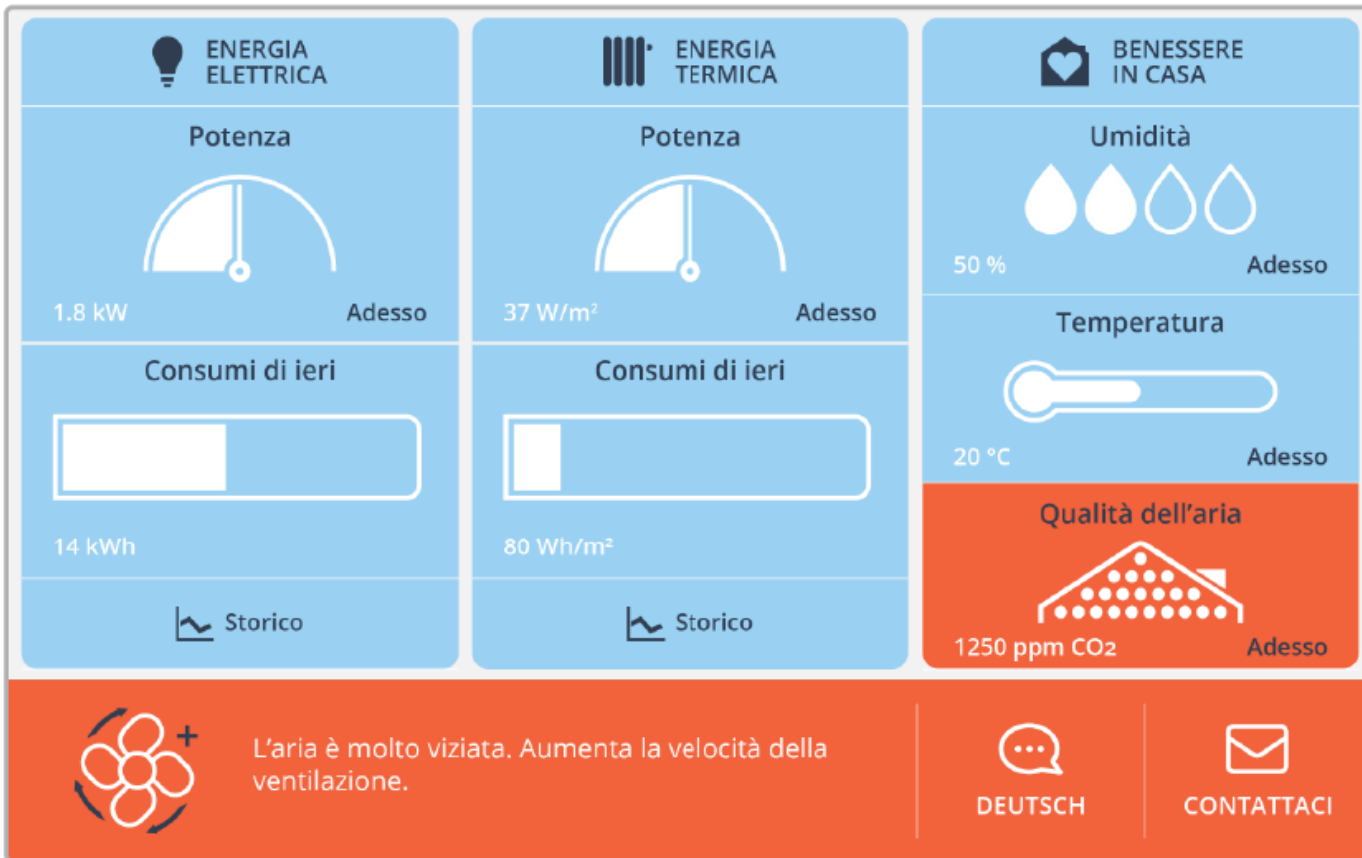 ENERGIA
ELETTRICA
Potenza
1.8 kW
Adesso
Consumi di ieri
14 kWh
Storico
ENERGIA
TERMICA
Potenza
37 W/m²
Adesso
Consumi di ieri
80 Wh/m²
Storico
BENESSERE
IN CASA
Umidità
50 %
Adesso
Temperatura
20 °C
Adesso
Qualità dell'aria
1250 ppm CO2
Adesso
L'aria è molto viziata. Aumenta la velocità della
ventilazione.
DEUTSCH
CONTATTACI